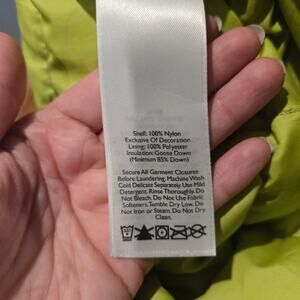 Shell: 100% Nylon
Exclusive Of Decoration
Lining: 100% Polyester
Insulation: Goose Down
(Minimum 85% Down)
Secure All Garment Closures
Before Laundering. Machine Wash
Cold Delicate Separately. Use Mild
Detergent. Rinse Thoroughly. Do
Not Bleach. Do Not Use Fabric
Softeners. Tumble Dry Low. Do
Not Iron or Steam. Do Not Dry
Clean.